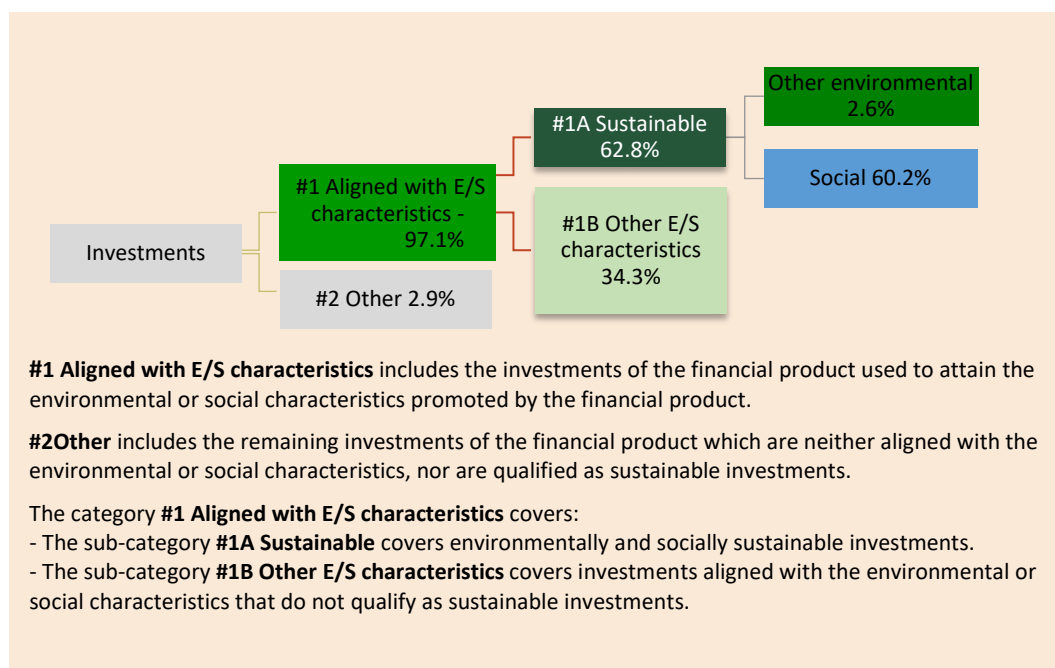 Other environmental
2.6%
#1A Sustainable
62.8%
Social 60.2%
#1 Aligned with E/S
characteristics -
97.1%
#1B Other E/S
characteristics
34.3%
Investments
#2 Other 2.9%
#1 Aligned with E/S characteristics includes the investments of the financial product used to attain the
environmental or social characteristics promoted by the financial product.
#2Other includes the remaining investments of the financial product which are neither aligned with the
environmental or social characteristics, nor are qualified as sustainable investments.
The category #1 Aligned with E/S characteristics covers:
- The sub-category #1A Sustainable covers environmentally and socially sustainable investments.
- The sub-category #1B Other E/S characteristics covers investments aligned with the environmental or
social characteristics that do not qualify as sustainable investments.